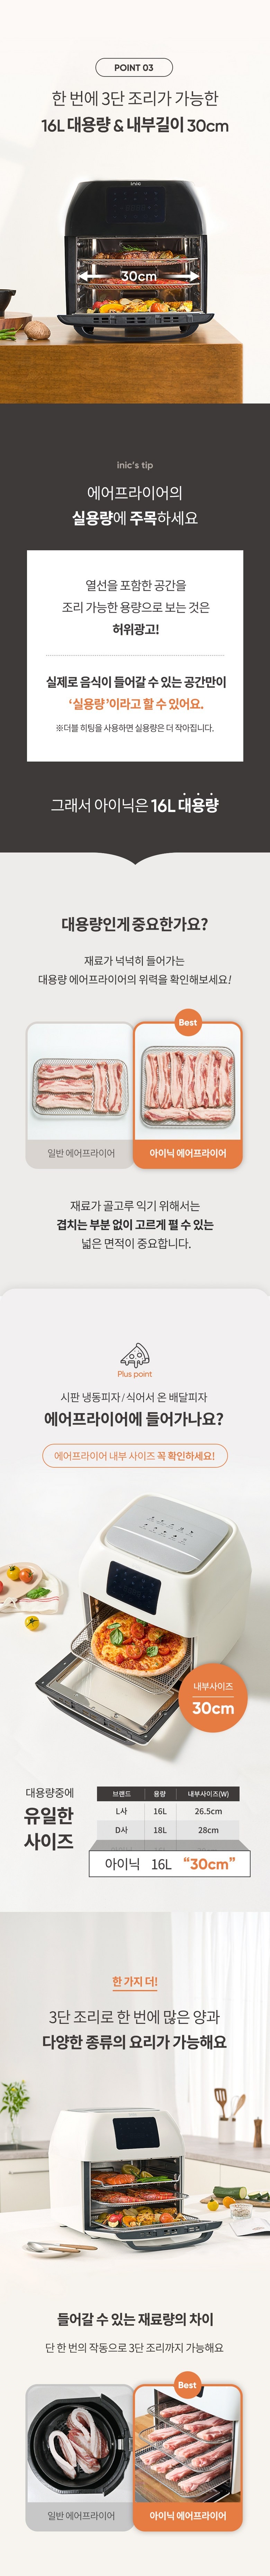 POINT 03
한 번에 3단 조리가 가능한
16L 대용량 & 내부길이 30cm
inic
30cm
inic's tip
에어프라이어의
실용량에 주목하세요
열선을 포함한 공간을
조리 가능한 용량으로 보는 것은
허위광고!
실제로 음식이 들어갈 수 있는 공간만이
'실용량'이라고 할 수 있어요.
※더블 히팅을 사용하면 실용량은 더 작아집니다.
그래서 아이닉은 16L 대용량
대용량인게 중요한가요?
재료가 넉넉히 들어가는
대용량 에어프라이어의 위력을 확인해보세요!
Best
일반 에어프라이어
아이닉 에어프라이어
재료가 골고루 익기 위해서는
겹치는 부분 없이 고르게 펼 수 있는
넓은 면적이 중요합니다.
Plus point
시판 냉동피자 / 식어서 온 배달피자
에어프라이어에 들어가나요?
에어프라이어 내부 사이즈 꼭 확인하세요!
내부사이즈
30cm
대용량중에
유일한
사이즈
브랜드 용량 내부사이즈(W)
L사 16L 26.5cm
D사 18L 28cm
아이닉 16L “30cm”
한 가지 더!
3단 조리로 한 번에 많은 양과
다양한 종류의 요리가 가능해요
들어갈 수 있는 재료량의 차이
단 한 번의 작동으로 3단 조리까지 가능해요
Best
일반 에어프라이어
아이닉 에어프라이어